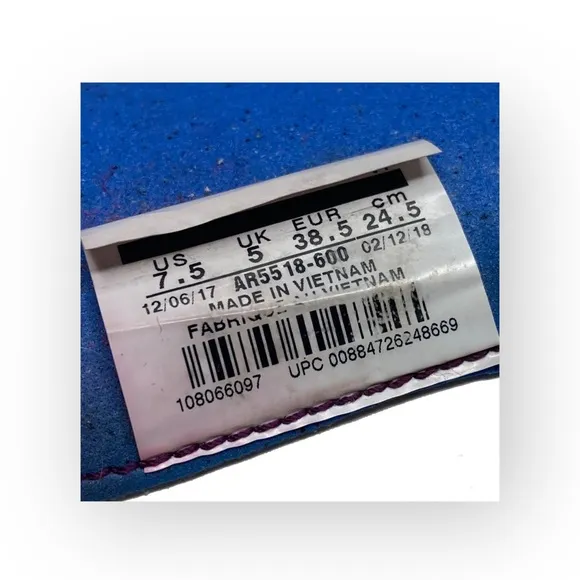 US UK EUR cm
7.5 5 38.5 24.5
12/06/17 AR5518-600 02/12/18
MADE IN VIETNAM
VIETNAM
108066097 UPC 00884726248669